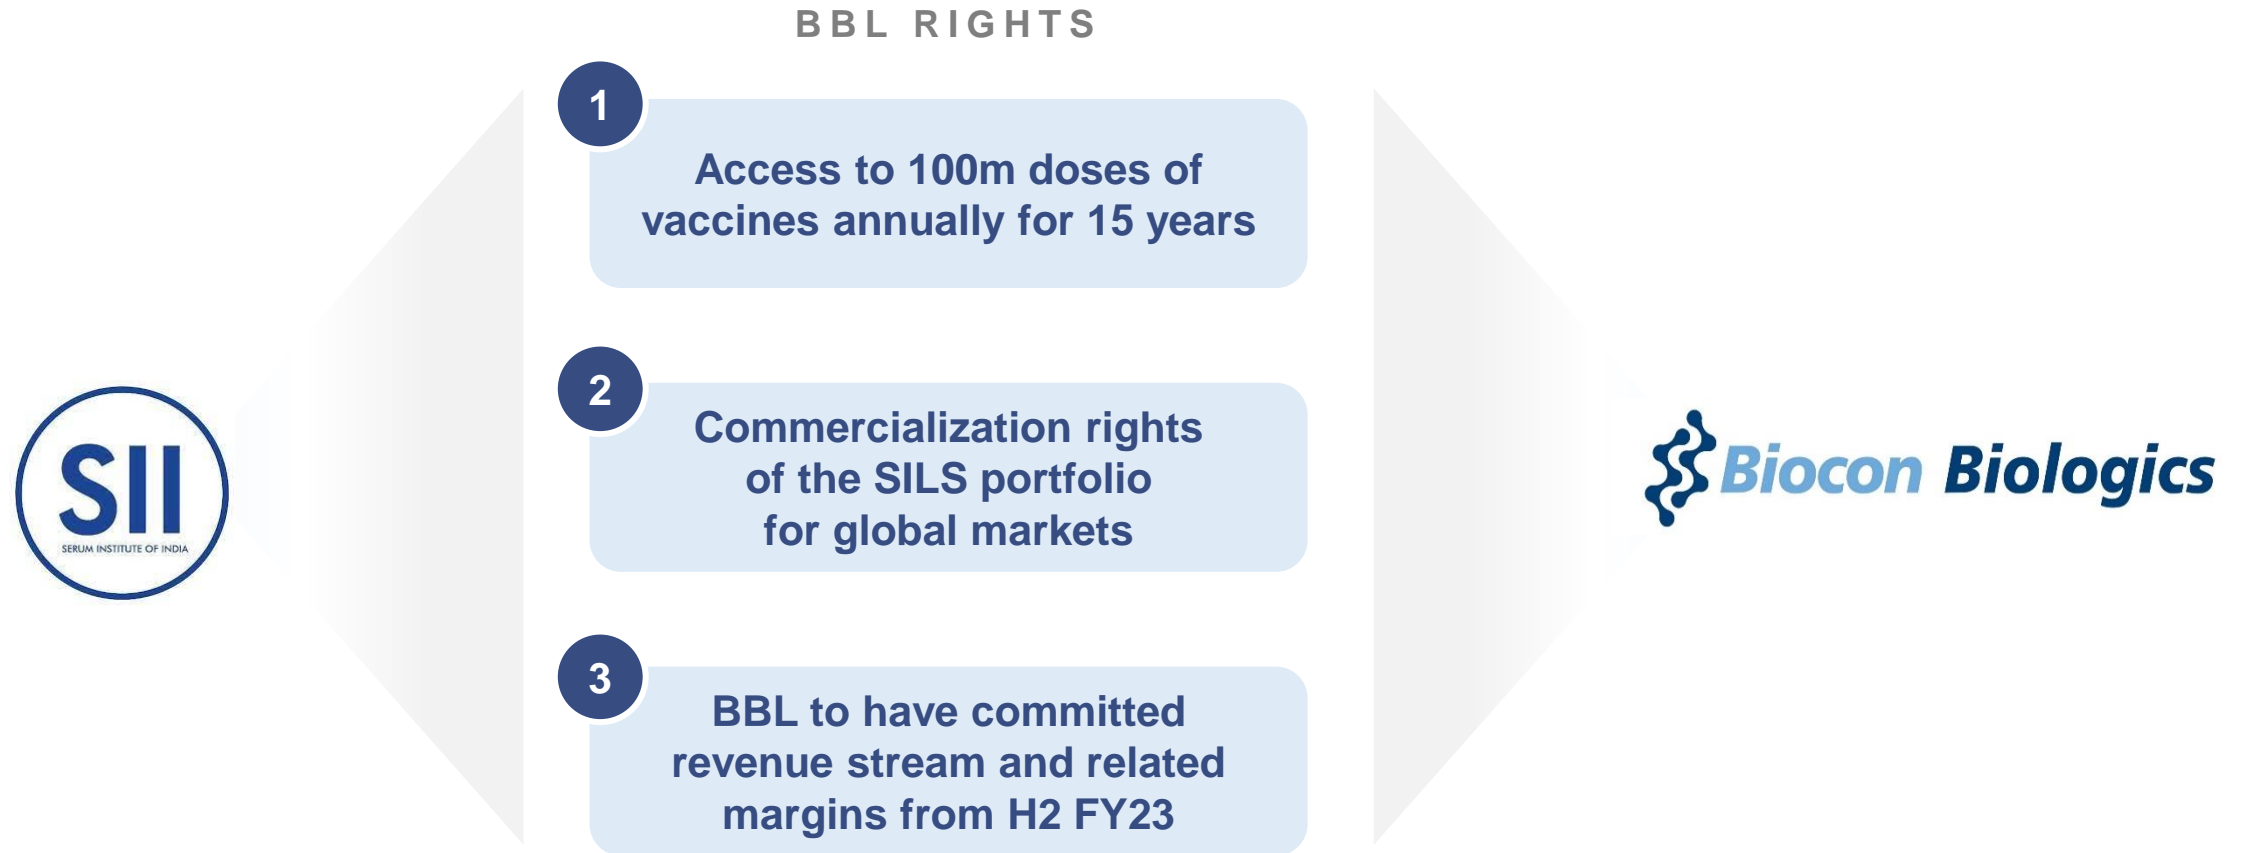 BBL RIGHTS
1
Access to 100m doses of
vaccines annually for 15 years
2
Commercialization rights
of the SILS portfolio
for global markets
3
BBL to have committed
revenue stream and related
margins from H2 FY23
SII
SERUM INSTITUTE OF INDIA
Biocon Biologics